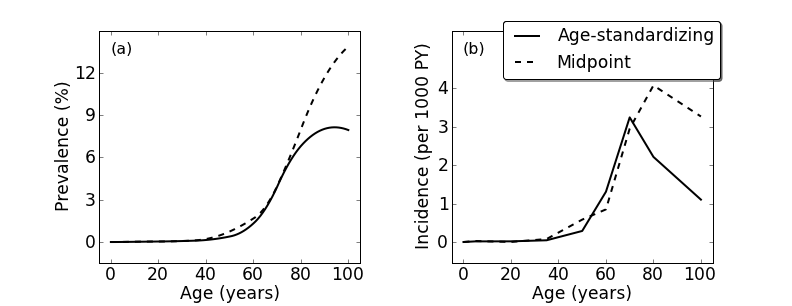 (a)
Prevalence (%)
12
9
6
3
0
0 20 40 60 80 100
Age (years)
(b)
Age-standardizing
Midpoint
Incidence (per 1000 PY)
4
3
2
1
0
0 20 40 60 80 100
Age (years)